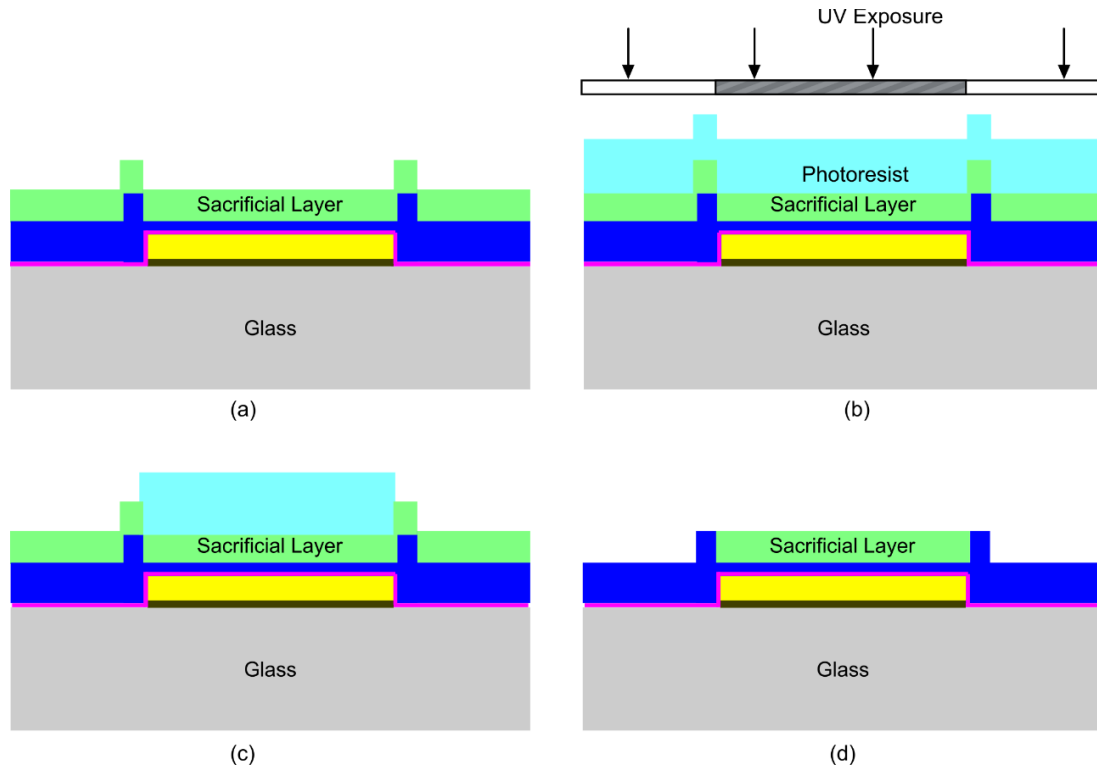 Sacrificial Layer
Glass
(a)
UV Exposure
Photoresist
Sacrificial Layer
Glass
(b)
Sacrificial Layer
Glass
(c)
Sacrificial Layer
Glass
(d)